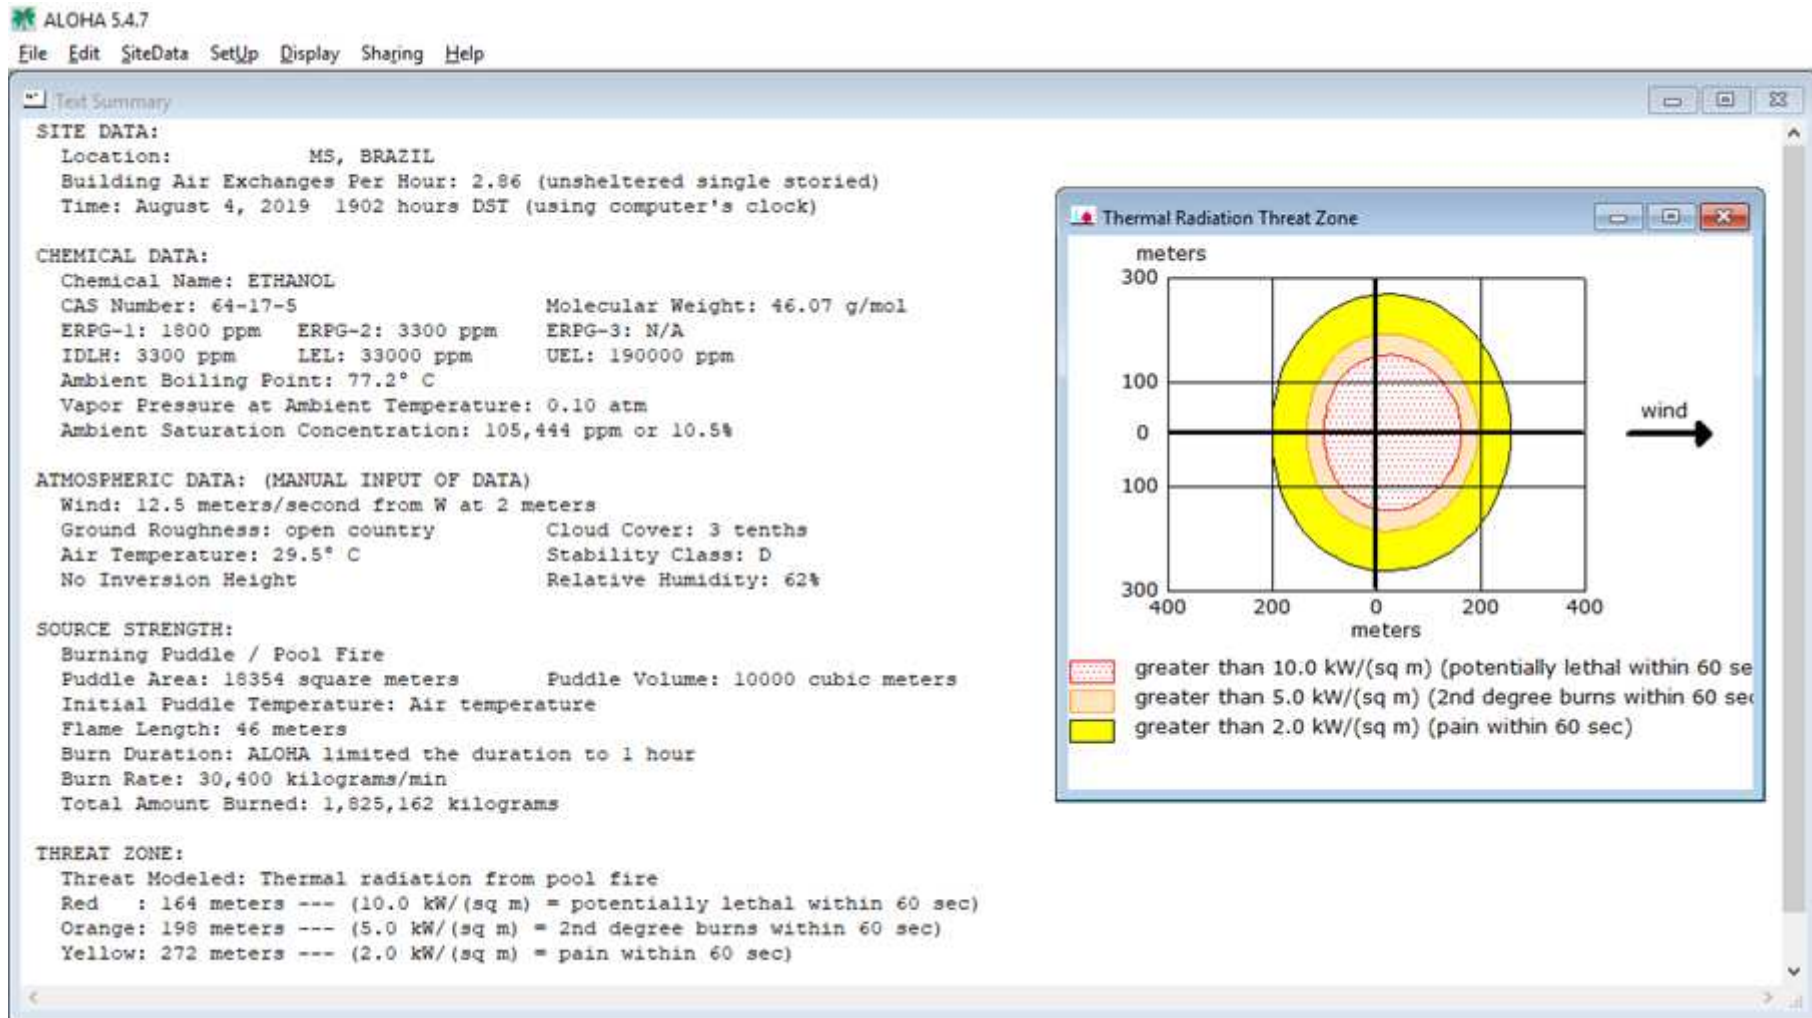 ALOHA 5.4.7
File Edit SiteData SetUp Display Sharing Help
Text Summary
SITE DATA:
Location: MS, BRAZIL
Building Air Exchanges Per Hour: 2.86 (unsheltered single storied)
Time: August 4, 2019 1902 hours DST (using computer's clock)
CHEMICAL DATA:
Chemical Name: ETHANOL
CAS Number: 64-17-5 Molecular Weight: 46.07 g/mol
ERPG-1: 1800 ppm ERPG-2: 3300 ppm ERPG-3: N/A
IDLH: 3300 ppm LEL: 33000 ppm UEL: 190000 ppm
Ambient Boiling Point: 77.2° C
Vapor Pressure at Ambient Temperature: 0.10 atm
Ambient Saturation Concentration: 105,444 ppm or 10.5%
ATMOSPHERIC DATA: (MANUAL INPUT OF DATA)
Wind: 12.5 meters/second from W at 2 meters
Ground Roughness: open country Cloud Cover: 3 tenths
Air Temperature: 29.5° C Stability Class: D
No Inversion Height Relative Humidity: 62%
SOURCE STRENGTH:
Burning Puddle / Pool Fire
Puddle Area: 18354 square meters Puddle Volume: 10000 cubic meters
Initial Puddle Temperature: Air temperature
Flame Length: 46 meters
Burn Duration: ALOHA limited the duration to 1 hour
Burn Rate: 30,400 kilograms/min
Total Amount Burned: 1,825,162 kilograms
THREAT ZONE:
Threat Modeled: Thermal radiation from pool fire
Red : 164 meters --- (10.0 kW/(sq m) = potentially lethal within 60 sec)
Orange: 198 meters --- (5.0 kW/(sq m) = 2nd degree burns within 60 sec)
Yellow: 272 meters --- (2.0 kW/(sq m) = pain within 60 sec)
Thermal Radiation Threat Zone
meters
300
100
0
100
300
400 200 0 200 400
meters
wind
greater than 10.0 kW/(sq m) (potentially lethal within 60 se
greater than 5.0 kW/(sq m) (2nd degree burns within 60 sec
greater than 2.0 kW/(sq m) (pain within 60 sec)